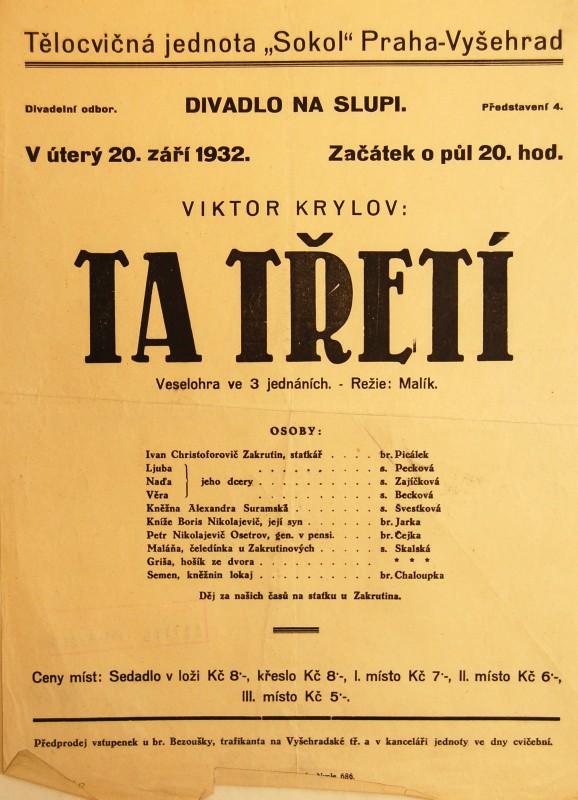 Tělocvičná jednota „Sokol“ Praha-Vyšehrad
Divadelní odbor. DIVADLO NA SLUPI. Představení 4.
V úterý 20. září 1932. Začátek o půl 20. hod.
VIKTOR KRYLOV:
TA TŘETÍ
Veselohra ve 3 jednáních. - Režie: Malík.
OSOBY:
Ivan Christoforovič Zakrutin, statkář . . . . br. Picálek
Ljuba . . . . . . . . s. Pecková
Naďa jeho dcery . . . . . . . . s. Zajíčková
Věra . . . . . . . . s. Becková
Kněžna Alexandra Suramská . . . . . . . s. Švestková
Kníže Boris Nikolajevič, její syn . . . . . br. Jarka
Petr Nikolajevič Osetrov, gen. v pensi . . . . br. Čejka
Maláňa, čeledínka u Zakrutinových . . . . . s. Skalská
Griša, hošík ze dvora . . . . . . . . . . * * *
Semen, kněžnin lokaj . . . . . . . . . . br. Chaloupka
Děj za našich časů na statku u Zakrutina.
Ceny míst: Sedadlo v loži Kč 8·-, křeslo Kč 8·-, I. místo Kč 7·-, II. místo Kč 6·-,
III. místo Kč 5·-.
Předprodej vstupenek u br. Bezoušky, trafikanta na Vyšehradské tř. a v kanceláři jednoty ve dny cvičební.
686.